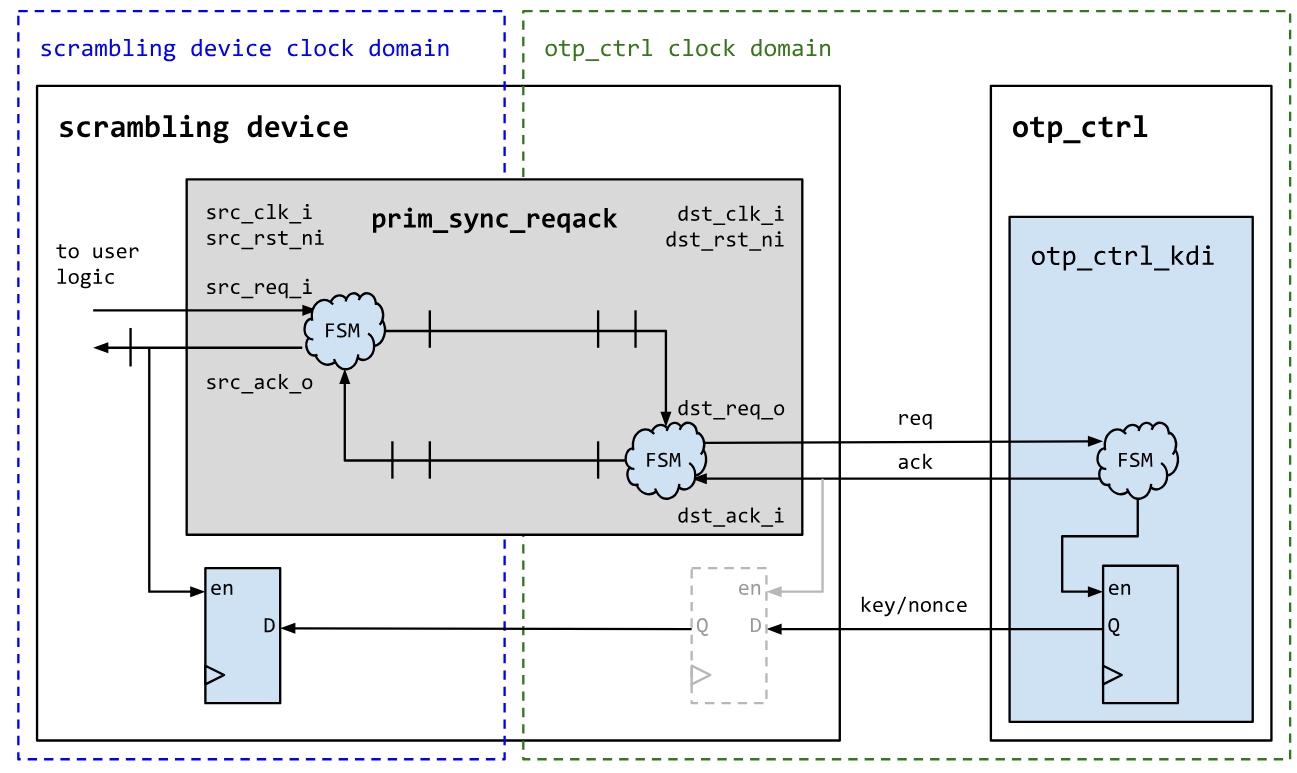 scrambling device clock domain
otp_ctrl clock domain
scrambling device
otp_ctrl
src_clk_i
src_rst_ni
prim_sync_reqack
dst_clk_i
dst_rst_ni
to user
logic
src_req_i
FSM
src_ack_o
dst_req_o
FSM
dst_ack_i
req
ack
otp_ctrl_kdi
FSM
en
D
en
Q
D
key/nonce
en
Q